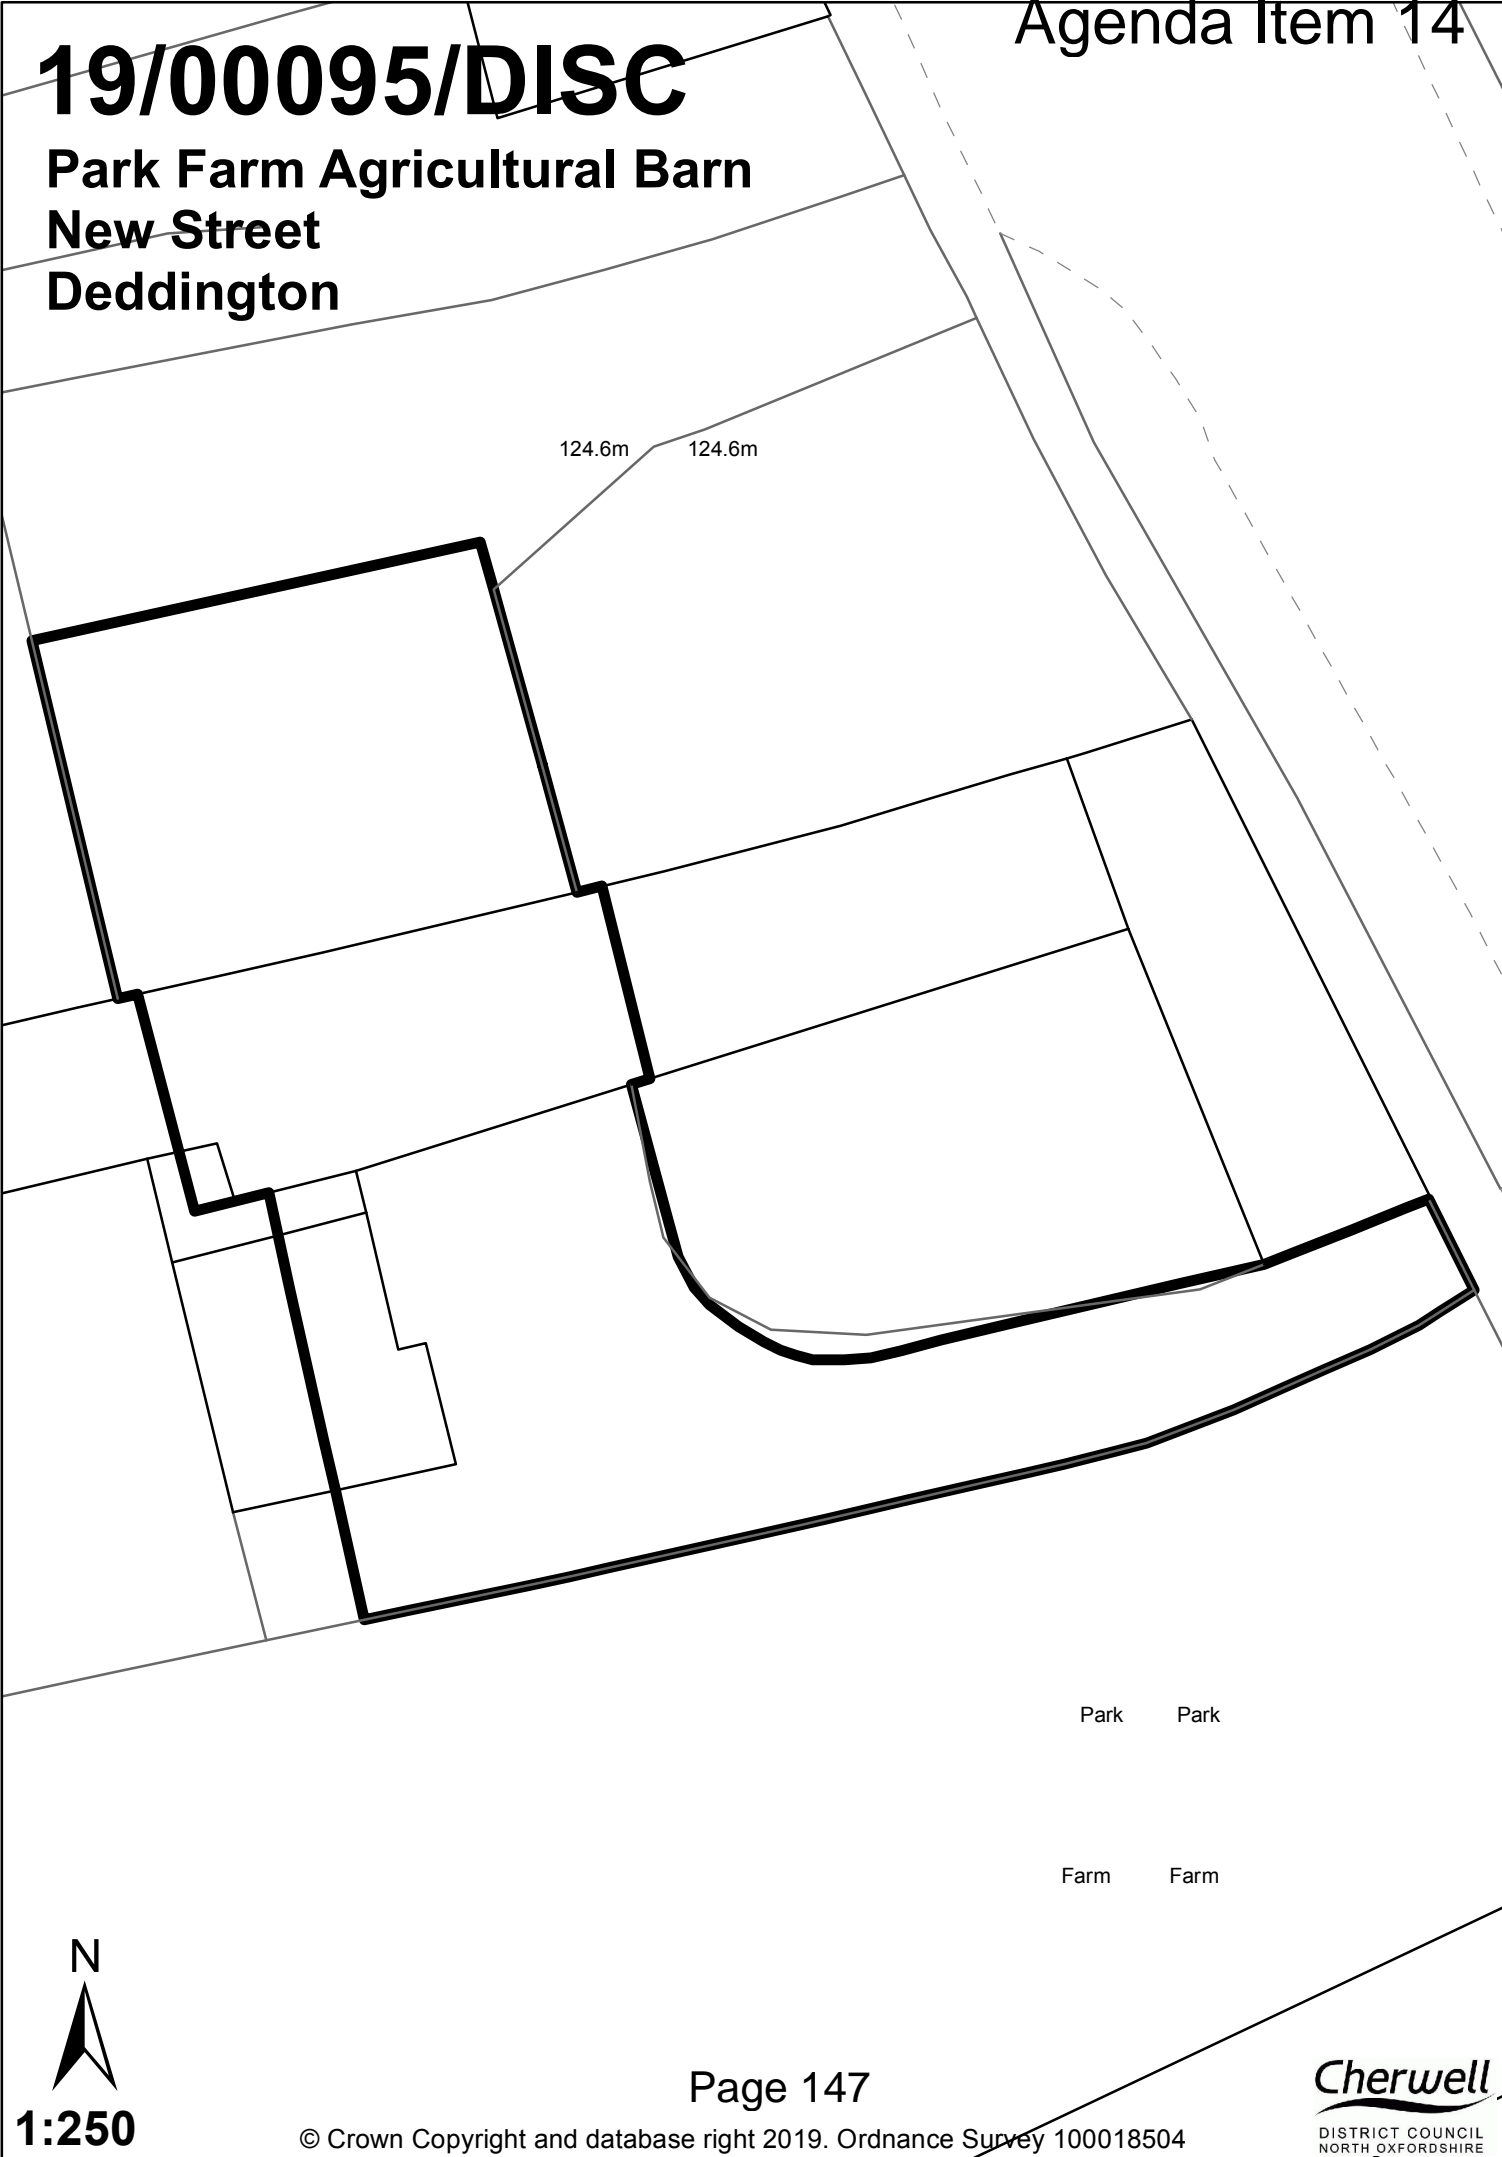 Agenda Item 14
19/00095/DISC
Park Farm Agricultural Barn
New Street
Deddington
124.6m 124.6m
Park Park
Farm Farm
N
1:250
Page 147
© Crown Copyright and database right 2019. Ordnance Survey 100018504
Cherwell
DISTRICT COUNCIL
NORTH OXFORDSHIRE